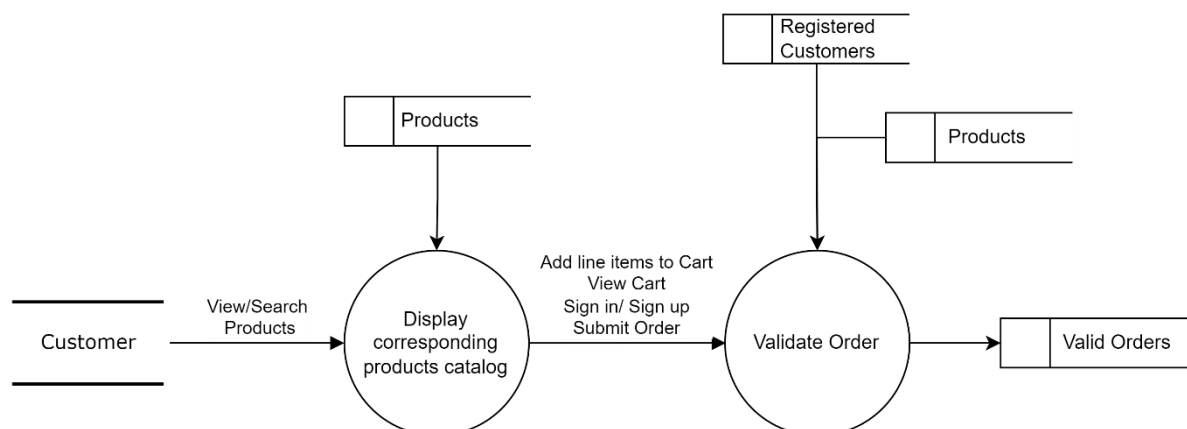 Registered
Customers
Products
Products
Add line items to Cart
View Cart
Sign in/ Sign up
Submit Order
View/Search
Products
Customer
Display
corresponding
products catalog
Validate Order
Valid Orders